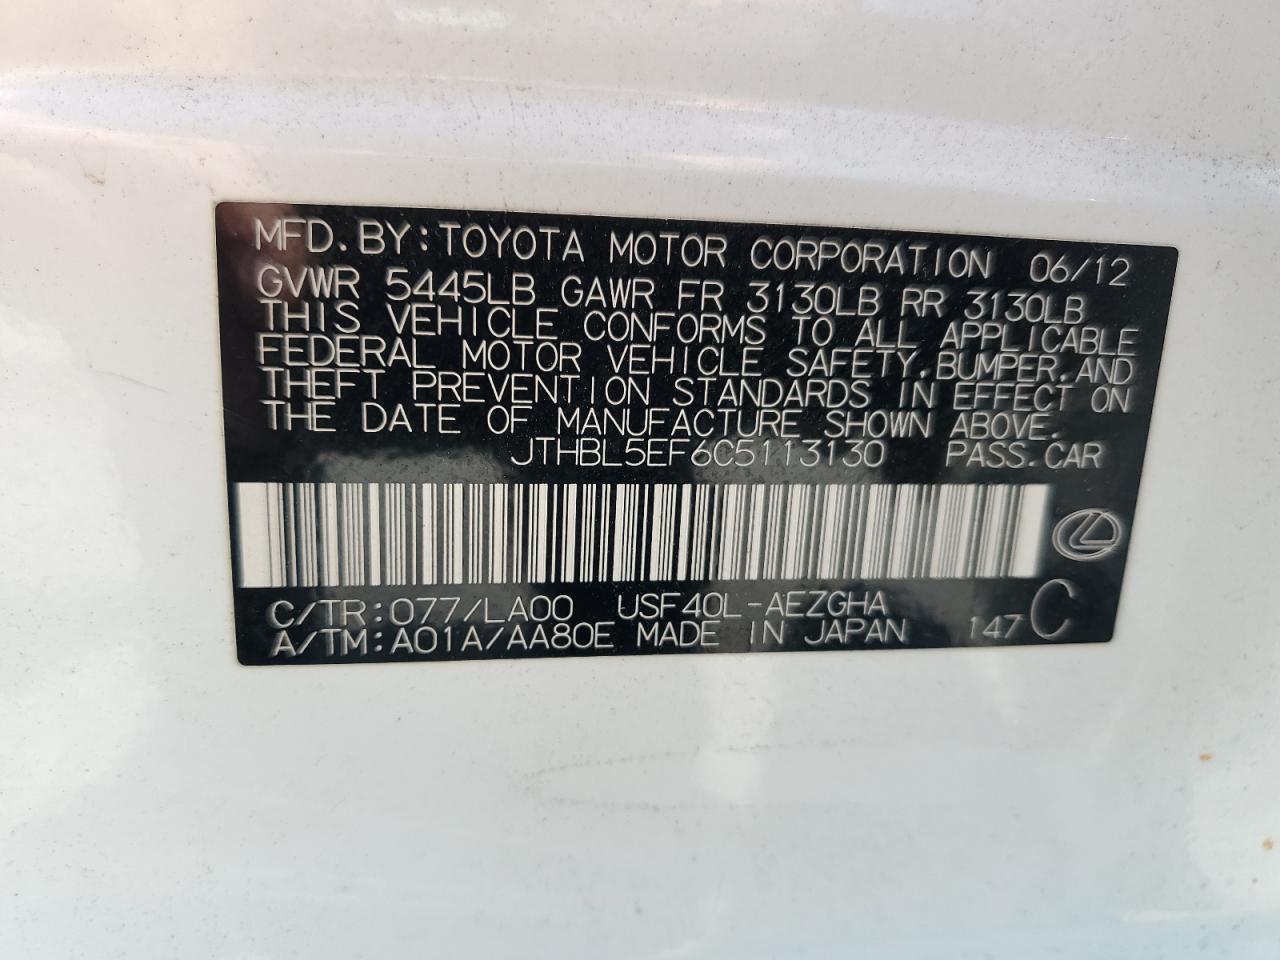 MFD. BY: TOYOTA MOTOR CORPORATION 06/12
GVWR 5445LB GAWR FR 3130LB RR 3130LB
THIS VEHICLE CONFORMS TO ALL APPLICABLE
FEDERAL MOTOR VEHICLE SAFETY, BUMPER, AND
THEFT PREVENTION STANDARDS IN EFFECT ON
THE DATE OF MANUFACTURE SHOWN ABOVE.
JTHBL5EF6C5113130 PASS. CAR
C/TR: 077/LA00 USF40L-AEZGHA
A/TM: A01A/AA80E MADE IN JAPAN 147 C